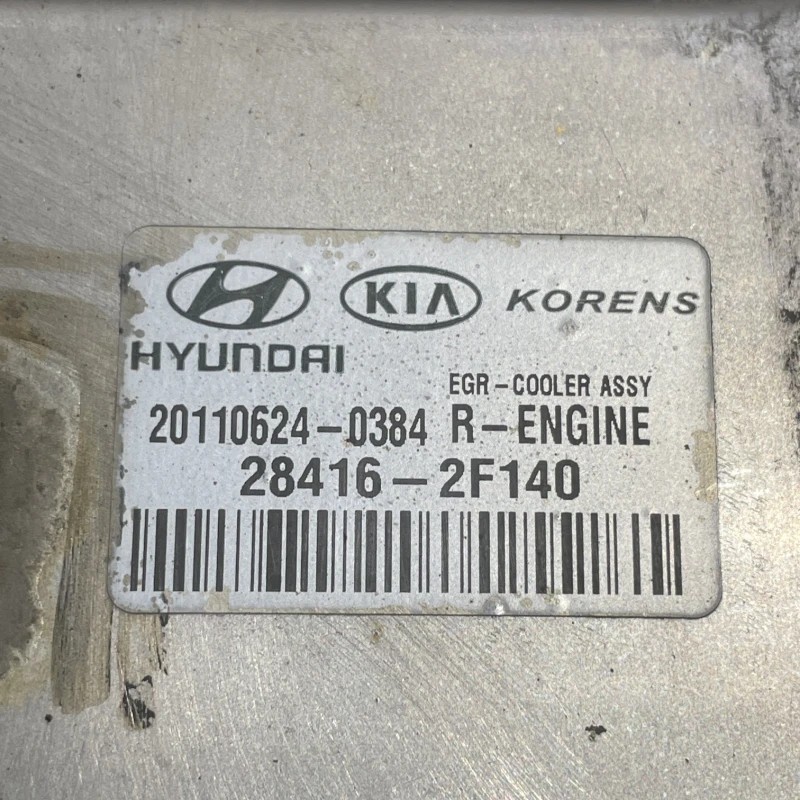 KIA KORENS
HYUNDAI
EGR-COOLER ASSY
20110624-0384 R-ENGINE
28416-2F140